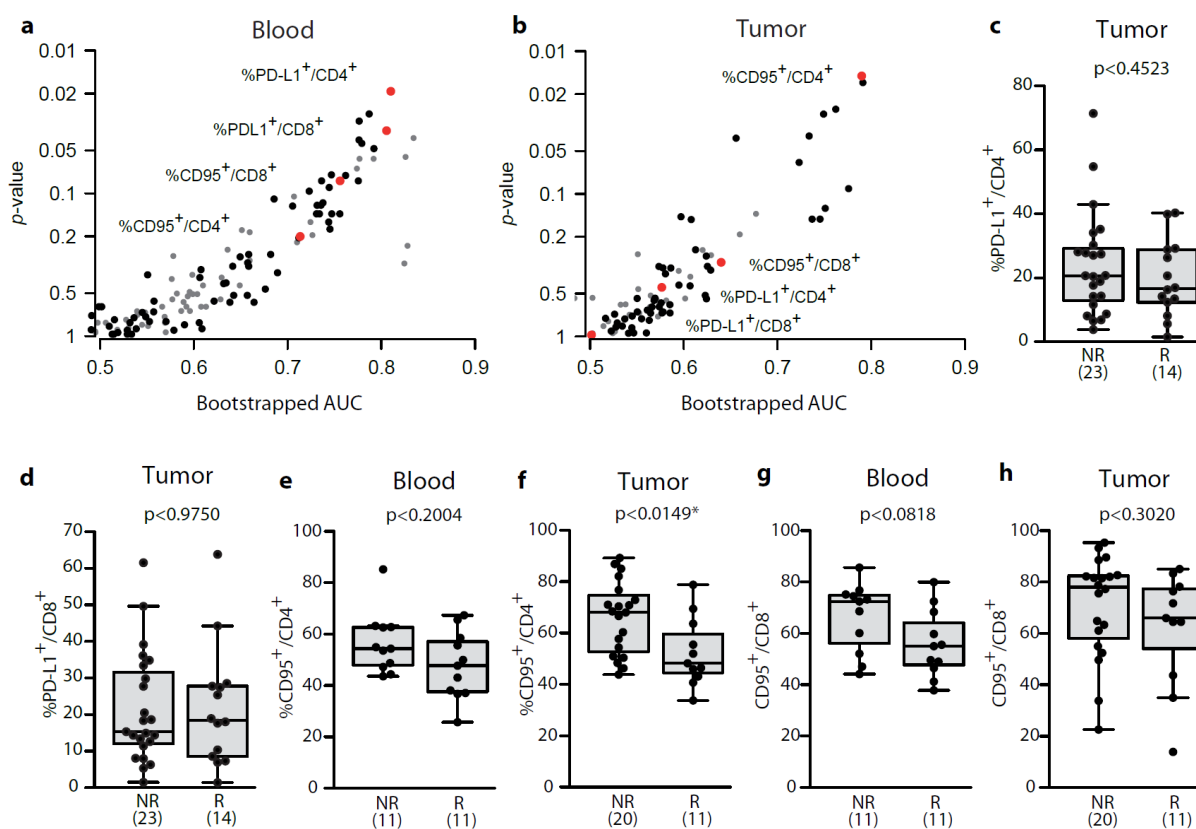 a
Blood
0.01
0.02
0.05
0.1
0.2
0.5
1
p-value
%PD-L1+/CD4+
%PDL1+/CD8+
%CD95+/CD8+
%CD95+/CD4+
0.5 0.6 0.7 0.8 0.9
Bootstrapped AUC
b
Tumor
0.01
0.02
0.05
0.1
0.2
0.5
1
p-value
%CD95+/CD4+
%CD95+/CD8+
%PD-L1+/CD4+
%PD-L1+/CD8+
0.5 0.6 0.7 0.8 0.9
Bootstrapped AUC
c
Tumor
p<0.4523
80
60
40
20
0
%PD-L1+/CD4+
NR R
(23) (14)
d
Tumor
p<0.9750
70
60
50
40
30
20
10
0
%PD-L1+/CD8+
NR R
(23) (14)
e
Blood
p<0.2004
100
80
60
40
20
0
%CD95+/CD4+
NR R
(11) (11)
f
Tumor
p<0.0149*
100
80
60
40
20
0
%CD95+/CD4+
NR R
(20) (11)
g
Blood
p<0.0818
100
80
60
40
20
0
CD95+/CD8+
NR R
(11) (11)
h
Tumor
p<0.3020
100
80
60
40
20
0
CD95+/CD8+
NR R
(20) (11)